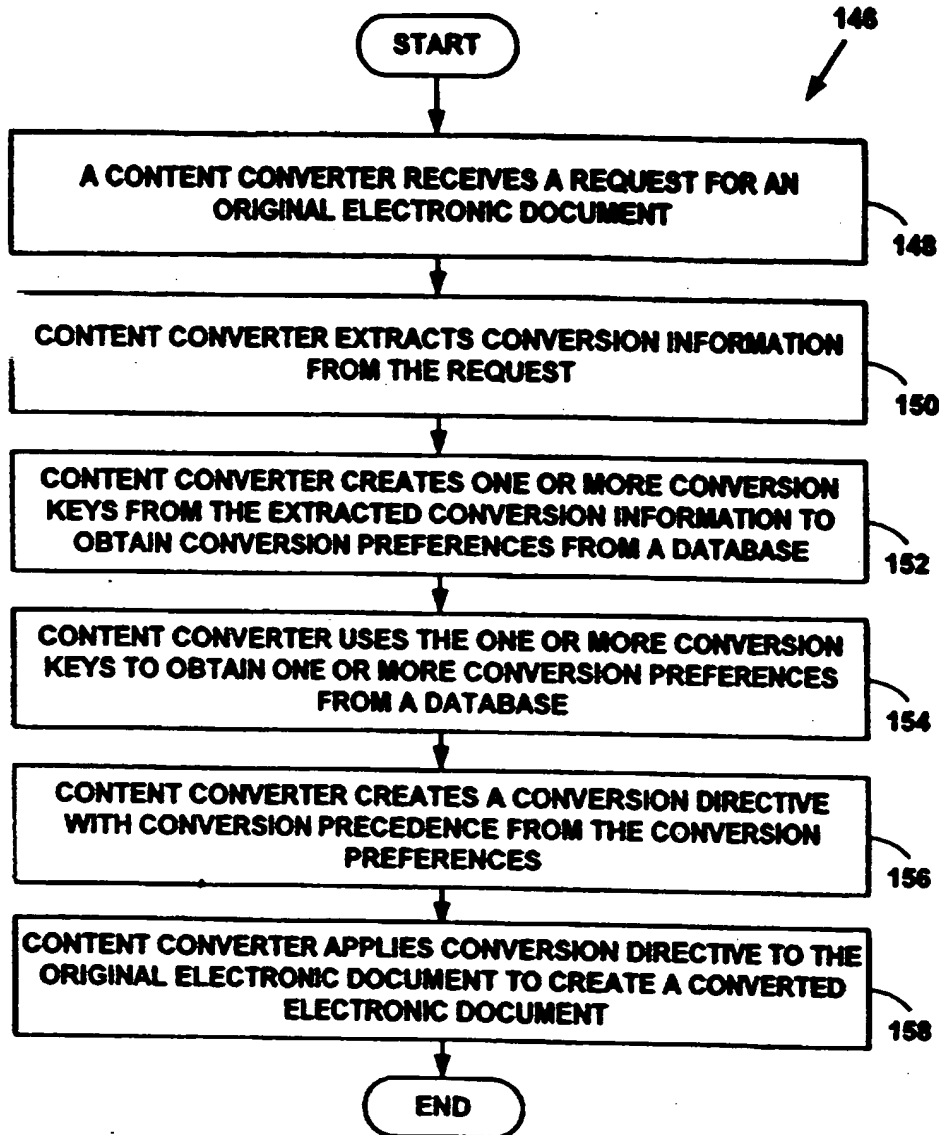 START
146
A CONTENT CONVERTER RECEIVES A REQUEST FOR AN
ORIGINAL ELECTRONIC DOCUMENT
148
CONTENT CONVERTER EXTRACTS CONVERSION INFORMATION
FROM THE REQUEST
150
CONTENT CONVERTER CREATES ONE OR MORE CONVERSION
KEYS FROM THE EXTRACTED CONVERSION INFORMATION TO
OBTAIN CONVERSION PREFERENCES FROM A DATABASE
152
CONTENT CONVERTER USES THE ONE OR MORE CONVERSION
KEYS TO OBTAIN ONE OR MORE CONVERSION PREFERENCES
FROM A DATABASE
154
CONTENT CONVERTER CREATES A CONVERSION DIRECTIVE
WITH CONVERSION PRECEDENCE FROM THE CONVERSION
PREFERENCES
156
CONTENT CONVERTER APPLIES CONVERSION DIRECTIVE TO THE
ORIGINAL ELECTRONIC DOCUMENT TO CREATE A CONVERTED
ELECTRONIC DOCUMENT
158
END